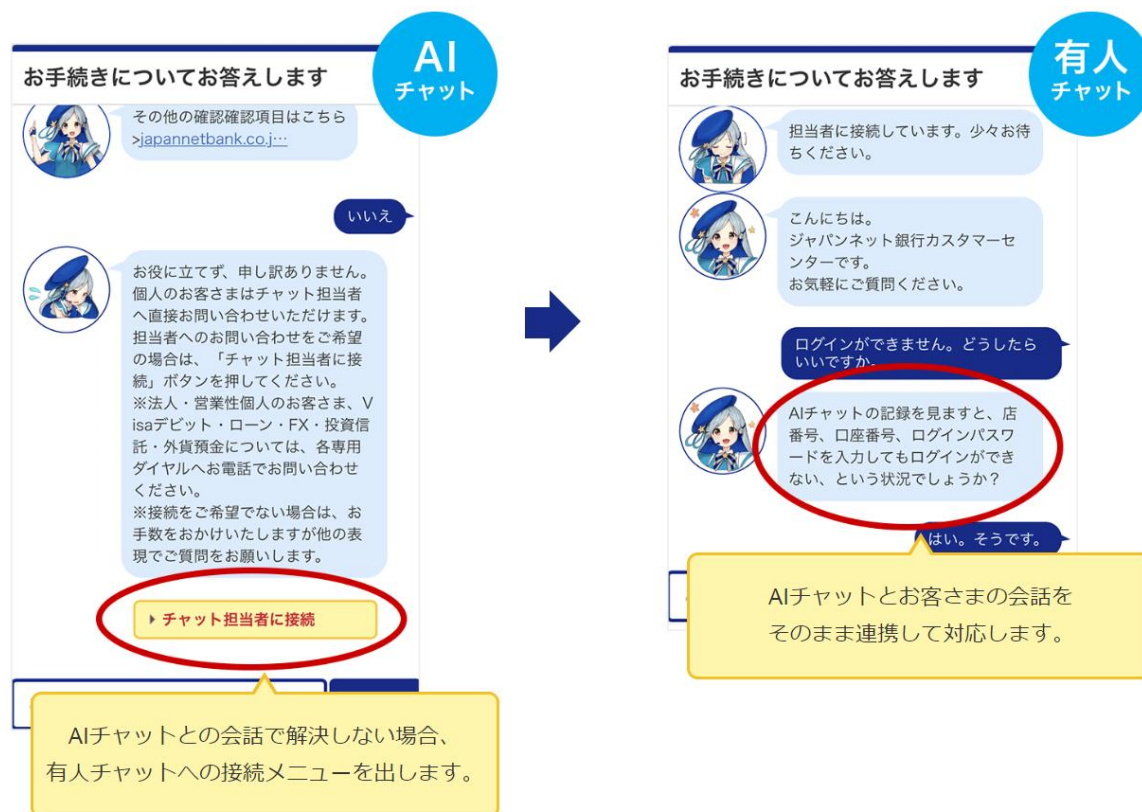 お手続きについてお答えします
AI
チャット
その他の確認確認項目はこちら
>japannetbank.co.j…
いいえ
お役に立てず、申し訳ありません。
個人のお客さまはチャット担当者
へ直接お問い合わせいただけます。
担当者へのお問い合わせをご希望
の場合は、「チャット担当者に接
続」ボタンを押してください。
※法人・営業性個人のお客さま、V
isaデビット・ローン・FX・投資信
託・外貨預金については、各専用
ダイヤルへお電話でお問い合わせ
ください。
※接続をご希望でない場合は、お
手数をおかけいたしますが他の表
現でご質問をお願いします。
チャット担当者に接続
AIチャットとの会話で解決しない場合、
有人チャットへの接続メニューを出します。
お手続きについてお答えします
有人
チャット
担当者に接続しています。少々お待
ちください。
こんにちは。
ジャパンネット銀行カスタマーセ
ンターです。
お気軽にご質問ください。
ログインができません。どうしたら
いいですか。
AIチャットの記録を見ますと、店
番号、口座番号、ログインパスワ
ードを入力してもログインができ
ない、という状況でしょうか？
はい。そうです。
AIチャットとお客さまの会話を
そのまま連携して対応します。